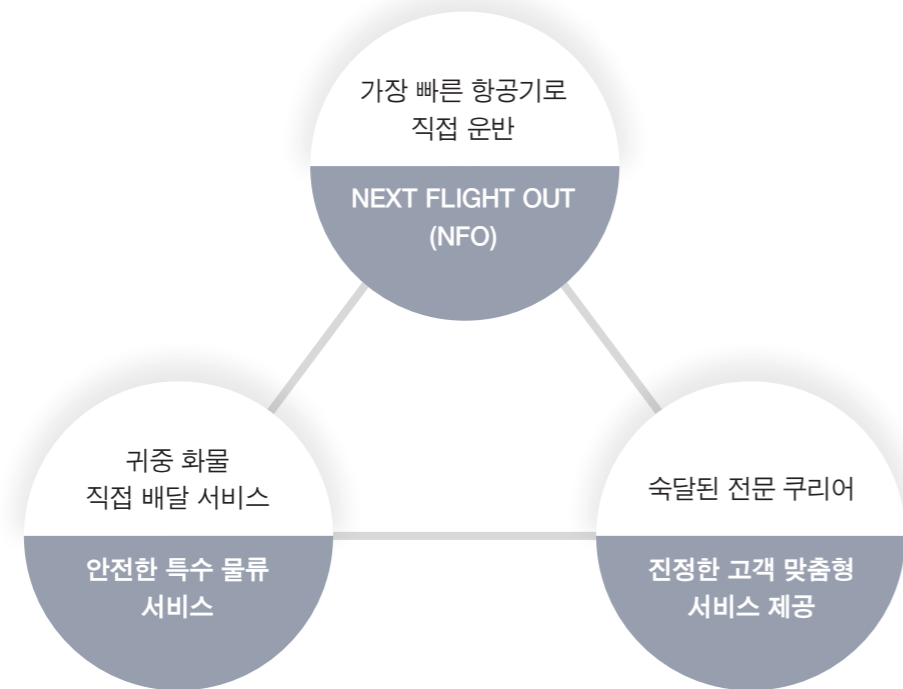 가장 빠른 항공기로
직접 운반
NEXT FLIGHT OUT
(NFO)
귀중 화물
직접 배달 서비스
안전한 특수 물류
서비스
숙달된 전문 쿠리어
진정한 고객 맞춤형
서비스 제공